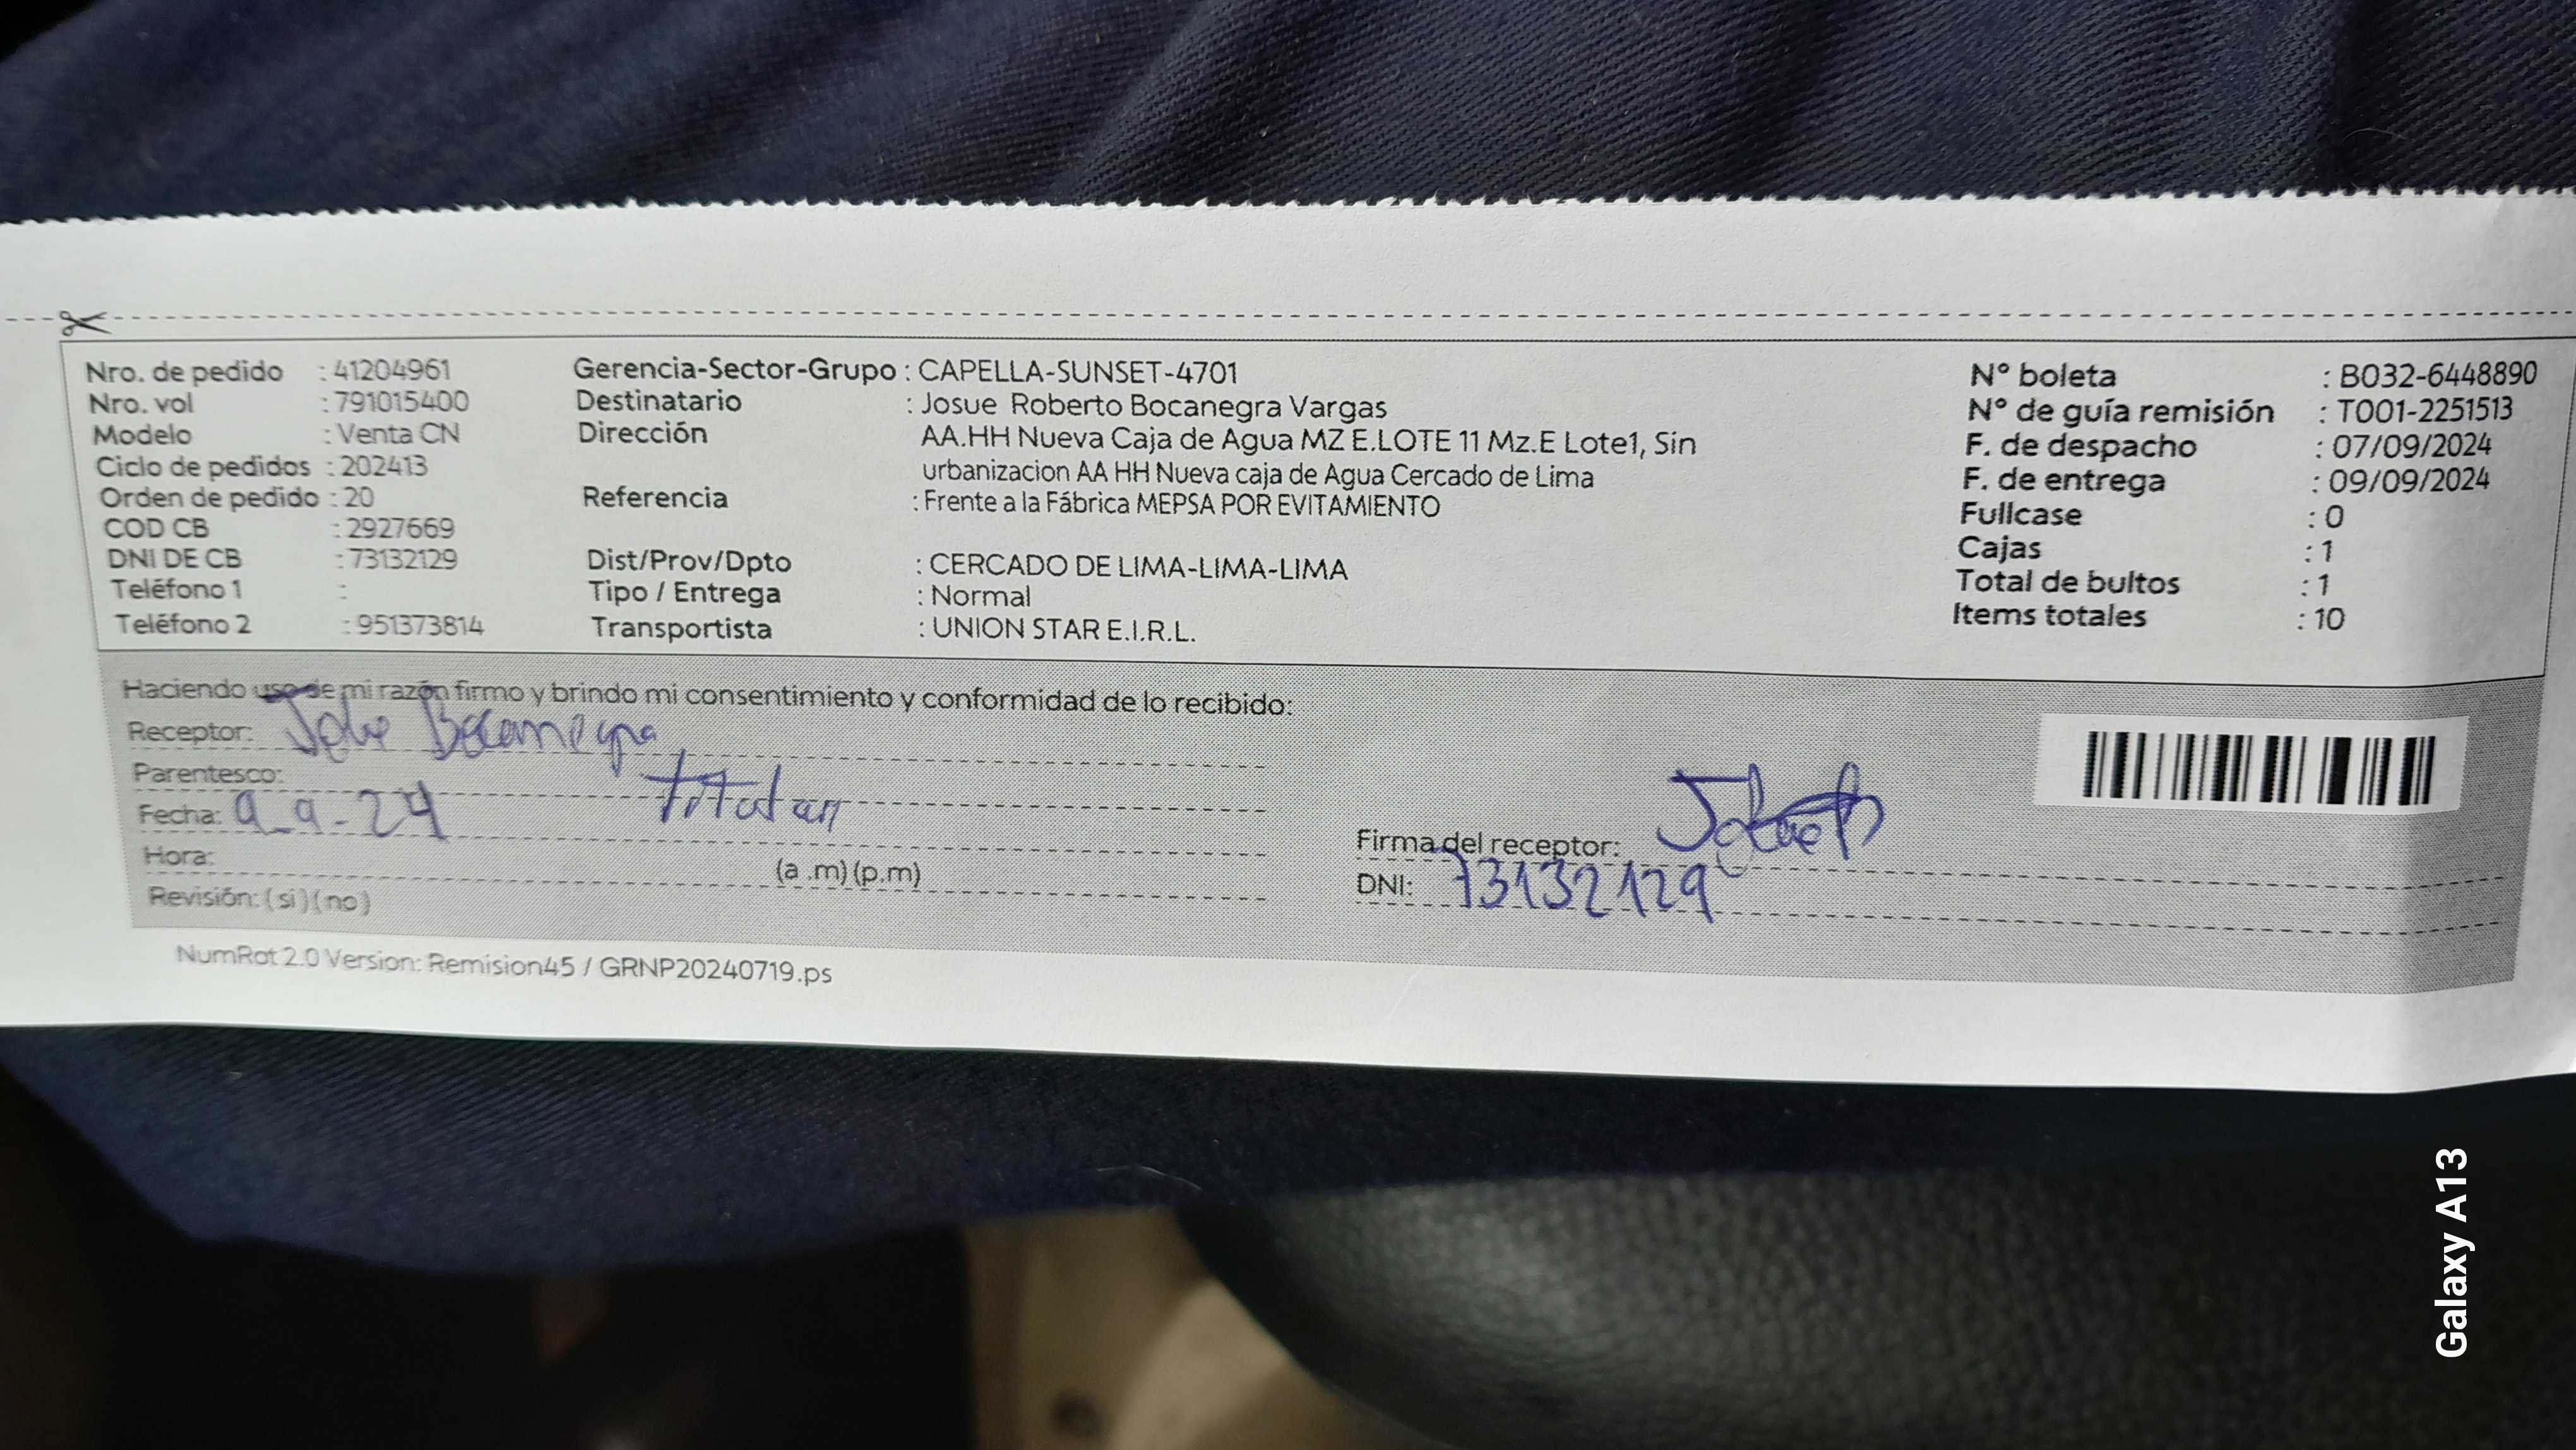 Nro. de pedido : 41204961
Nro. vol : 791015400
Modelo : Venta CN
Ciclo de pedidos : 202413
Orden de pedido : 20
COD CB : 2927669
DNI DE CB : 73132129
Teléfono 1 :
Teléfono 2 : 951373814
Gerencia-Sector-Grupo : CAPELLA-SUNSET-4701
Destinatario : Josue Roberto Bocanegra Vargas
Dirección AA.HH Nueva Caja de Agua MZ E.LOTE 11 Mz.E Lote1, Sin
urbanizacion AA HH Nueva caja de Agua Cercado de Lima
Referencia : Frente a la Fábrica MEPSA POR EVITAMIENTO
Dist/Prov/Dpto : CERCADO DE LIMA-LIMA-LIMA
Tipo / Entrega : Normal
Transportista : UNION STAR E.I.R.L.
N° boleta : B032-6448890
N° de guía remisión : T001-2251513
F. de despacho : 07/09/2024
F. de entrega : 09/09/2024
Fullcase : 0
Cajas : 1
Total de bultos : 1
Items totales : 10
Haciendo uso de mi razón firmo y brindo mi consentimiento y conformidad de lo recibido:
Receptor: Bocanegra
Parentesco: titular
Fecha: 9-9-24
Hora: (a .m) (p.m)
Revisión: (si) (no)
Firma del receptor:
DNI: 73132129
NumRot 2.0 Version: Remision45 / GRNP20240719.ps
Galaxy A13